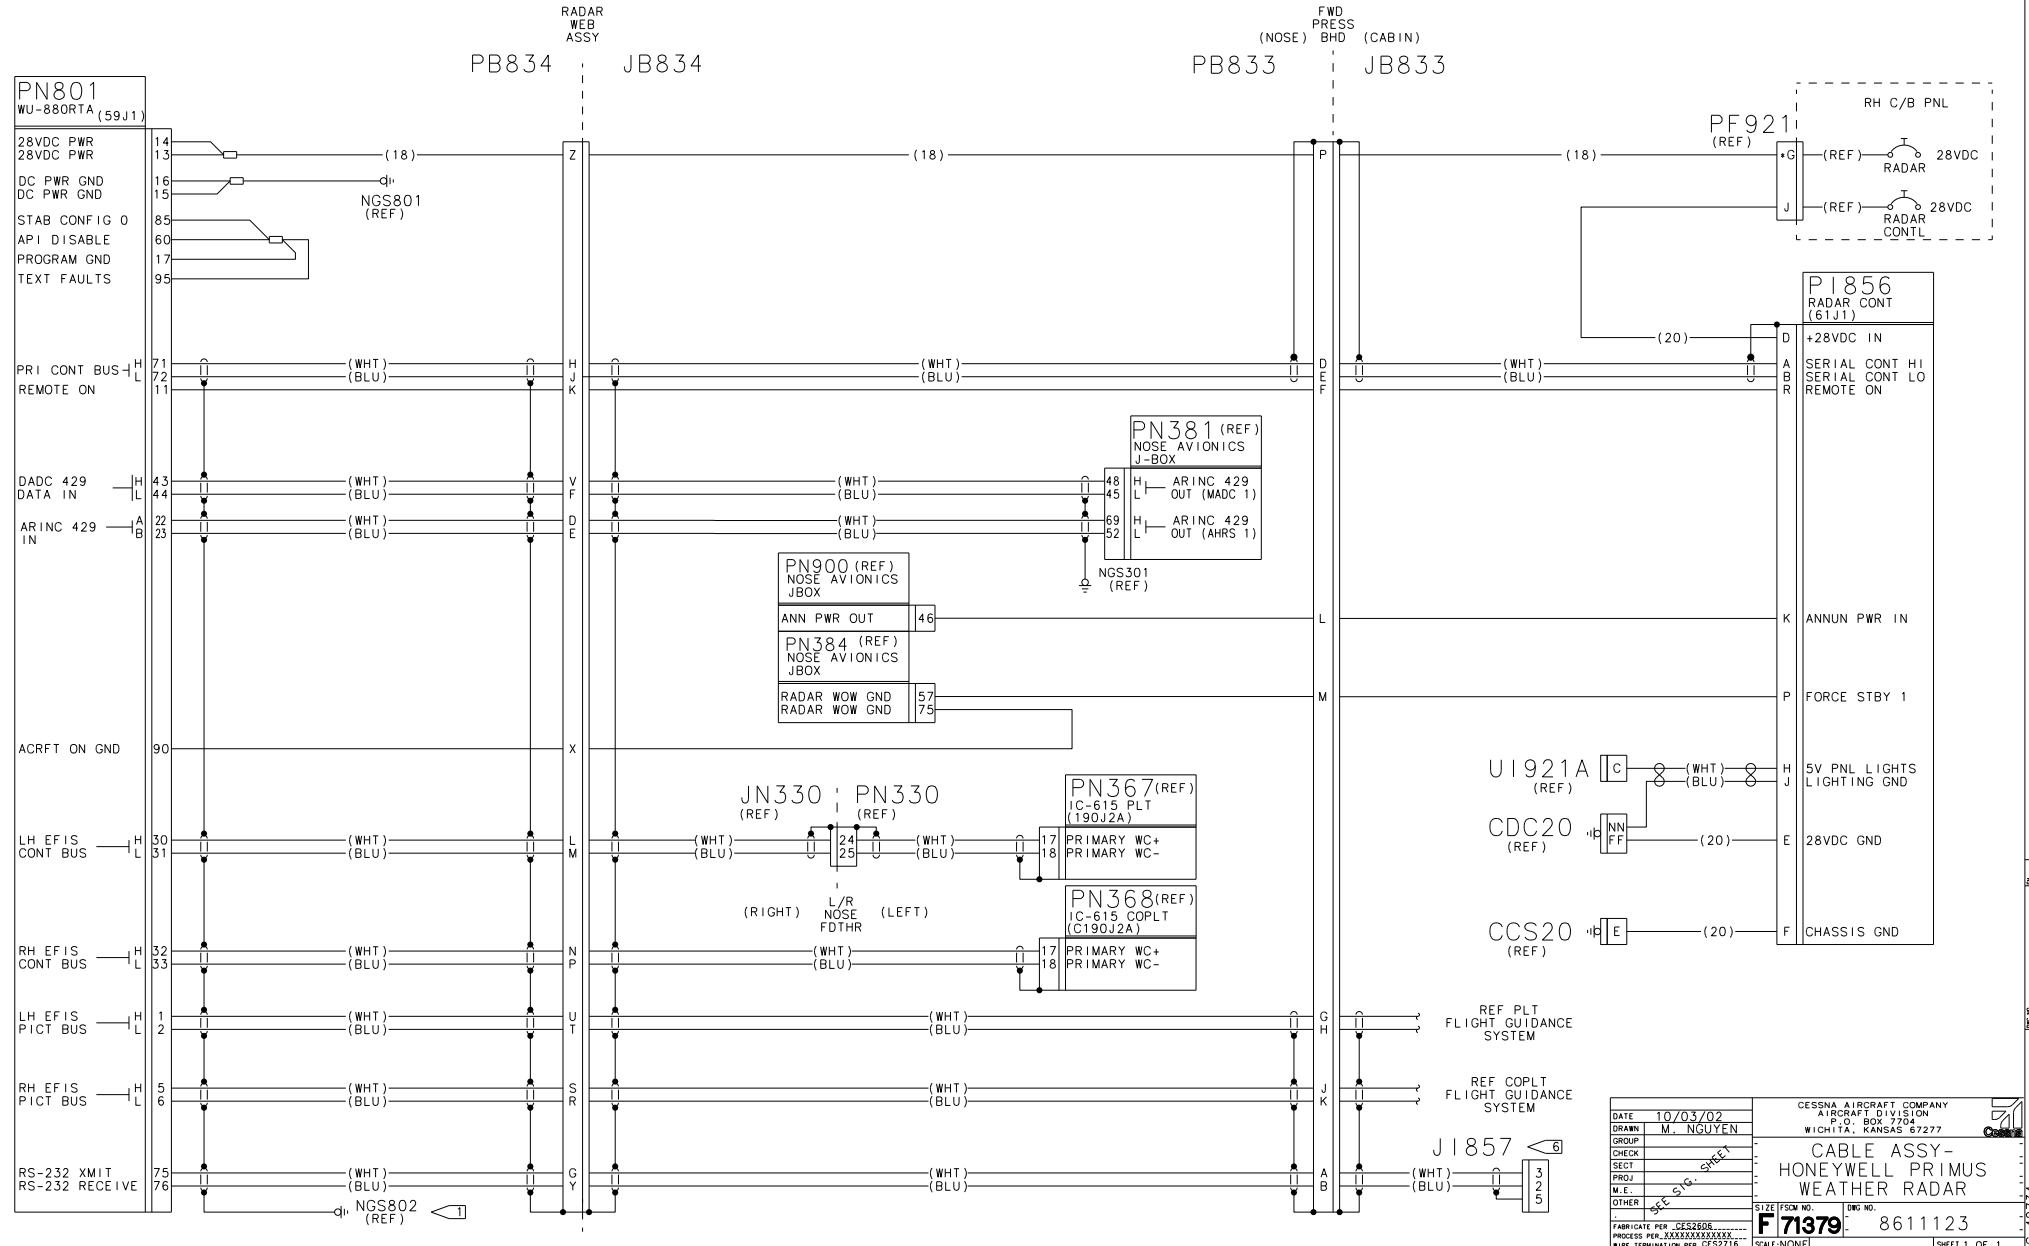 RADAR
WEB
ASSY
PB834
JB834
FWD
PRESS
(NOSE) BHD (CABIN)
PB833
JB833
PN801
WU-880RTA (59J1)
28VDC PWR 14
28VDC PWR 13
(18)
Z
(18)
P
(18)
DC PWR GND 16
DC PWR GND 15
NGS801
(REF)
STAB CONFIG 0 85
API DISABLE 60
PROGRAM GND 17
TEXT FAULTS 95
RH C/B PNL
PF921
(REF)
*G (REF) 28VDC
RADAR
J (REF) 28VDC
RADAR
CONTL
PI856
RADAR CONT
(61J1)
(20) D +28VDC IN
PRI CONT BUS H 71 (WHT) H (WHT) D (WHT) A SERIAL CONT HI
L 72 (BLU) J (BLU) E (BLU) B SERIAL CONT LO
REMOTE ON 11 K F R REMOTE ON
PN381 (REF)
NOSE AVIONICS
J-BOX
DADC 429 H 43 (WHT) V (WHT) 48 H ARINC 429
DATA IN L 44 (BLU) F (BLU) 45 L OUT (MADC 1)
ARINC 429 A 22 (WHT) D (WHT) 69 H ARINC 429
IN B 23 (BLU) E (BLU) 52 L OUT (AHRS 1)
NGS301
(REF)
PN900 (REF)
NOSE AVIONICS
JBOX
ANN PWR OUT 46 L K ANNUN PWR IN
PN384 (REF)
NOSE AVIONICS
JBOX
RADAR WOW GND 57 M P FORCE STBY 1
RADAR WOW GND 75
ACRFT ON GND 90 X
UI921A
(REF)
C (WHT) H 5V PNL LIGHTS
(BLU) J LIGHTING GND
CDC20
(REF)
NN
FF (20) E 28VDC GND
CCS20
(REF)
E (20) F CHASSIS GND
JN330
(REF)
PN330
(REF)
PN367 (REF)
IC-615 PLT
(190J2A)
LH EFIS H 30 (WHT) L (WHT) 24 (WHT) 17 PRIMARY WC+
CONT BUS L 31 (BLU) M (BLU) 25 (BLU) 18 PRIMARY WC-
(RIGHT) L/R (LEFT)
NOSE
FDTHR
PN368 (REF)
IC-615 COPLT
(C190J2A)
RH EFIS H 32 (WHT) N (WHT) 17 PRIMARY WC+
CONT BUS L 33 (BLU) P (BLU) 18 PRIMARY WC-
LH EFIS H 1 (WHT) U (WHT) G
PICT BUS L 2 (BLU) T (BLU) H
REF PLT
FLIGHT GUIDANCE
SYSTEM
RH EFIS H 5 (WHT) S (WHT) J
PICT BUS L 6 (BLU) R (BLU) K
REF COPLT
FLIGHT GUIDANCE
SYSTEM
JI857 6
RS-232 XMIT 75 (WHT) G (WHT) A (WHT) 3
RS-232 RECEIVE 76 (BLU) Y (BLU) B (BLU) 2
5
NGS802
(REF)
1
DATE 10/03/02
DRAWN M. NGUYEN
GROUP
CHECK
SECT
PROJ
M.E.
OTHER
SEE SIG. SHEET
FABRICATE PER CES2606
PROCESS PER XXXXXXXXXXXXX
WIRE TERMINATION PER CES2716
CESSNA AIRCRAFT COMPANY
AIRCRAFT DIVISION
P.O. BOX 7704
WICHITA, KANSAS 67277
Cessna
CABLE ASSY-
HONEYWELL PRIMUS
WEATHER RADAR
SIZE FSCM NO. DWG NO.
F 71379 8611123
SCALE:NONE SHEET 1 OF 1